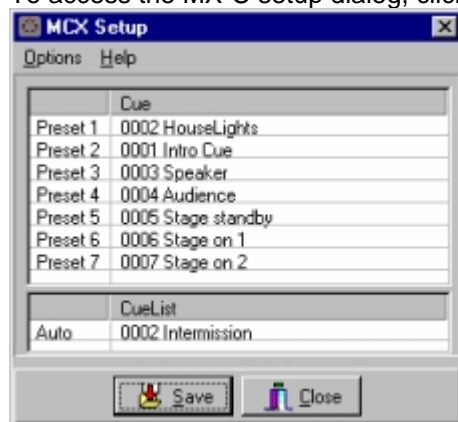 To access the MX-C setup dialog, click
MCX Setup
Options Help
Cue
Preset 1 0002 HouseLights
Preset 2 0001 Intro Cue
Preset 3 0003 Speaker
Preset 4 0004 Audience
Preset 5 0005 Stage standby
Preset 6 0006 Stage on 1
Preset 7 0007 Stage on 2
CueList
Auto 0002 Intermission
Save Close